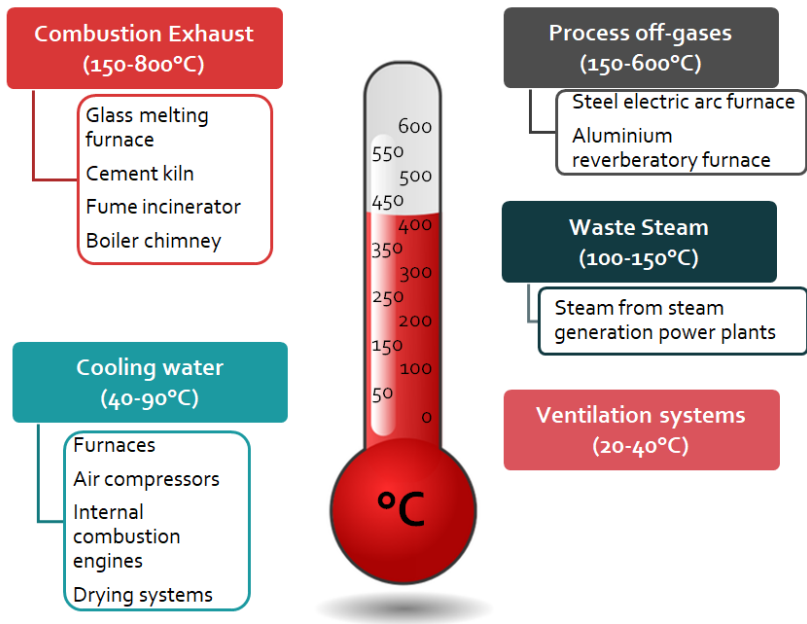 Combustion Exhaust
(150-800°C)
Glass melting
furnace
Cement kiln
Fume incinerator
Boiler chimney
Cooling water
(40-90°C)
Furnaces
Air compressors
Internal
combustion
engines
Drying systems
600
550
500
450
400
350
300
250
200
150
100
50
0
°C
Process off-gases
(150-600°C)
Steel electric arc furnace
Aluminium
reverberatory furnace
Waste Steam
(100-150°C)
Steam from steam
generation power plants
Ventilation systems
(20-40°C)